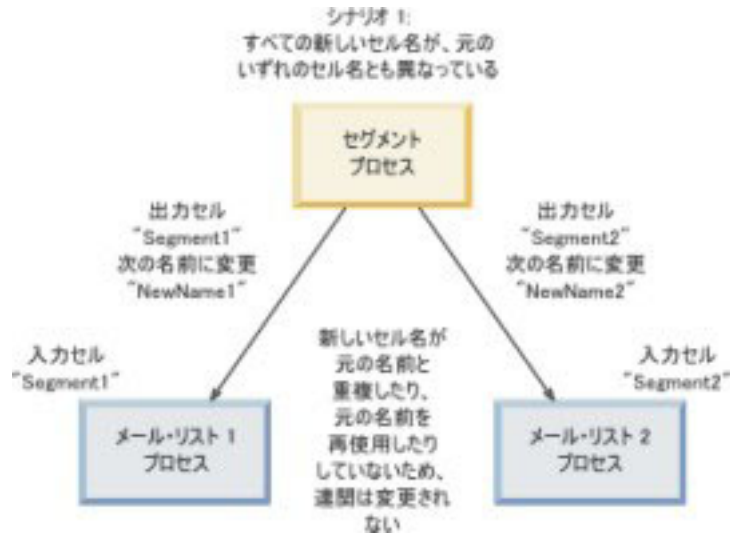 シナリオ 1:
すべての新しいセル名が、元の
いずれのセル名とも異なっている
セグメント
プロセス
出力セル
"Segment1"
次の名前に変更
"NewName1"
出力セル
"Segment2"
次の名前に変更
"NewName2"
入力セル
"Segment1"
新しいセル名が
元の名前と
重複したり、
元の名前を
再使用したり
していないため、
連関は変更され
ない
入力セル
"Segment2"
メール・リスト 1
プロセス
メール・リスト 2
プロセス